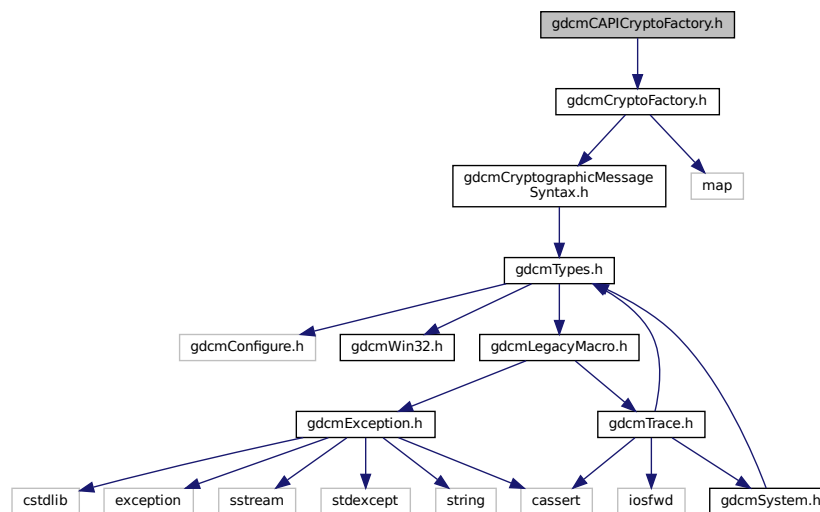 gdcmCAPICryptoFactory.h
gdcmCryptoFactory.h
gdcmCryptographicMessage
Syntax.h
map
gdcmTypes.h
gdcmConfigure.h
gdcmWin32.h
gdcmLegacyMacro.h
gdcmException.h
gdcmTrace.h
cstdlib
exception
sstream
stdexcept
string
cassert
iosfwd
gdcmSystem.h